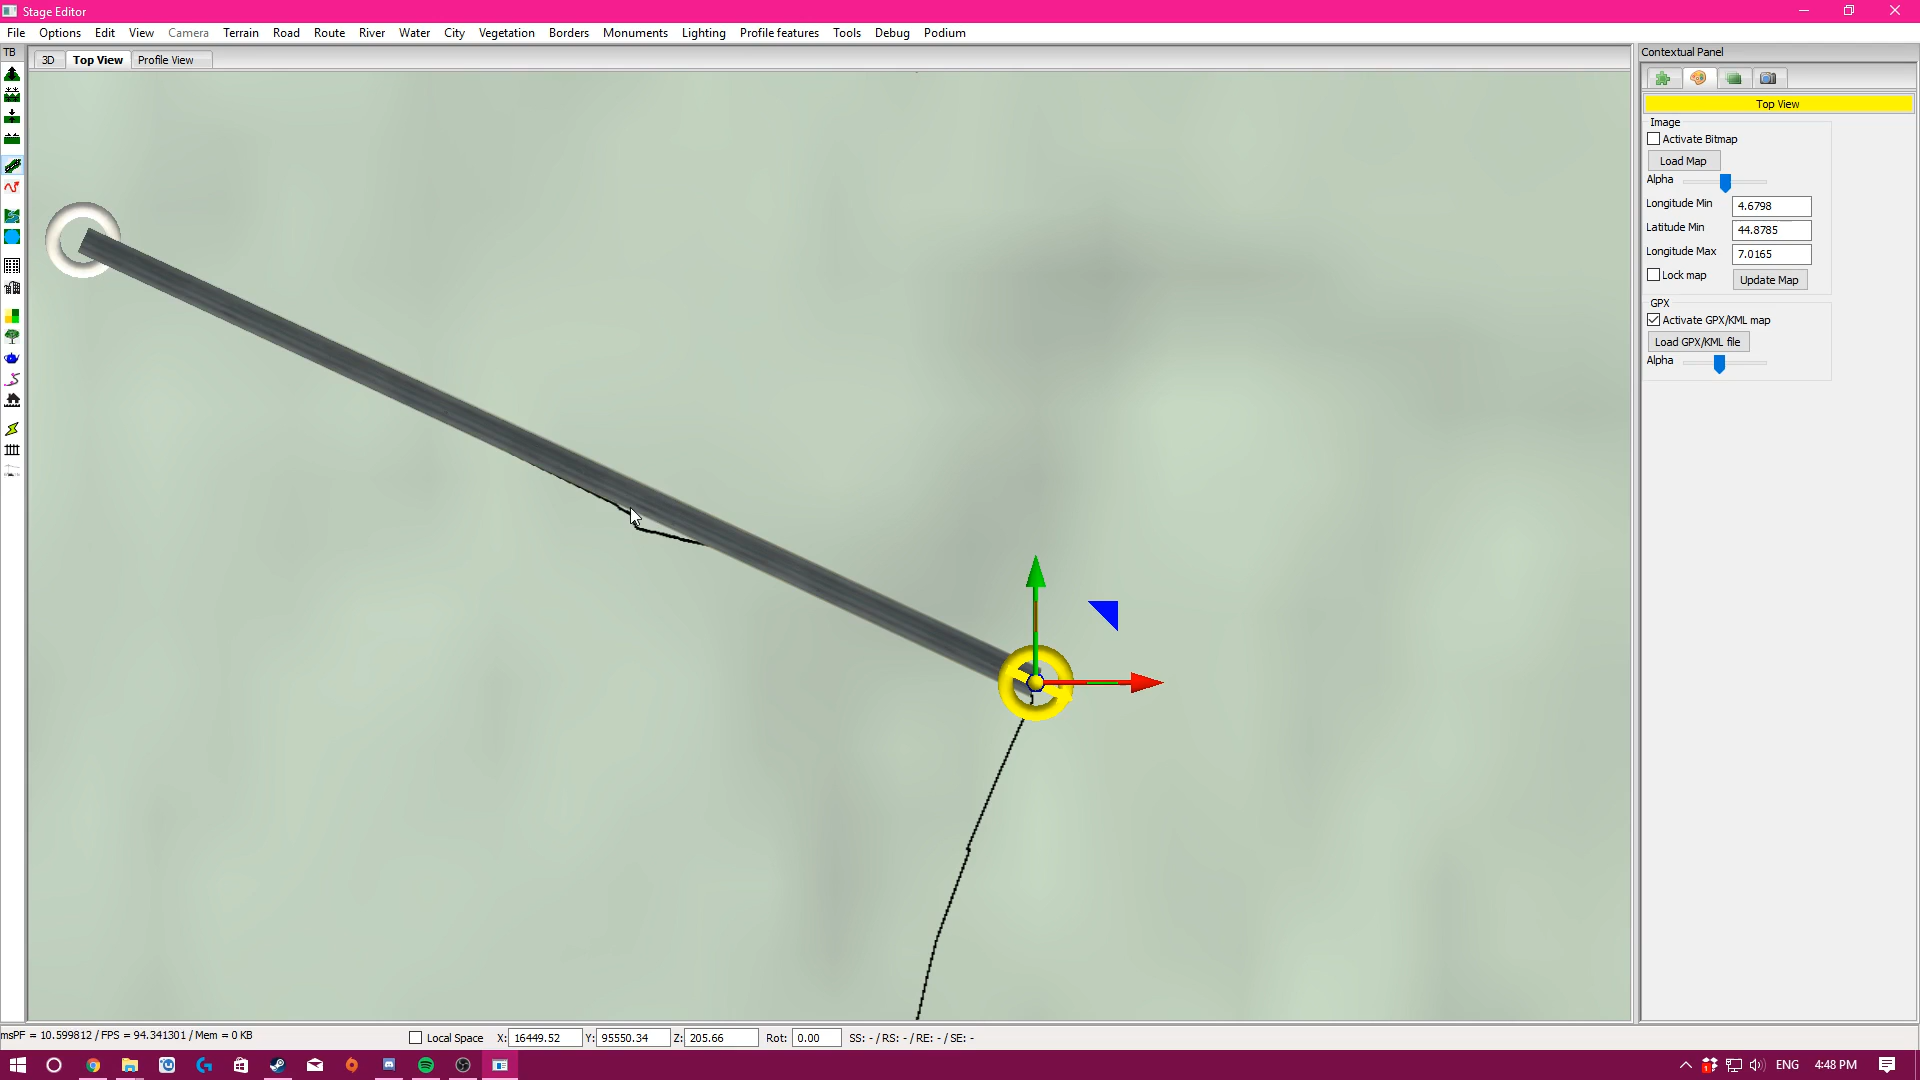 Stage Editor
File Options Edit View Camera Terrain Road Route River Water City Vegetation Borders Monuments Lighting Profile features Tools Debug Podium
TB
3D Top View Profile View
Contextual Panel
Top View
Image
Activate Bitmap
Load Map
Alpha
Longitude Min 4.6798
Latitude Min 44.8785
Longitude Max 7.0165
Lock map Update Map
GPX
Activate GPX/KML map
Load GPX/KML file
Alpha
msPF = 10.599812 / FPS = 94.341301 / Mem = 0 KB
Local Space X: 16449.52 Y: 95550.34 Z: 205.66 Rot: 0.00 SS: - / RS: - / RE: - / SE: -
1 ENG 4:48 PM